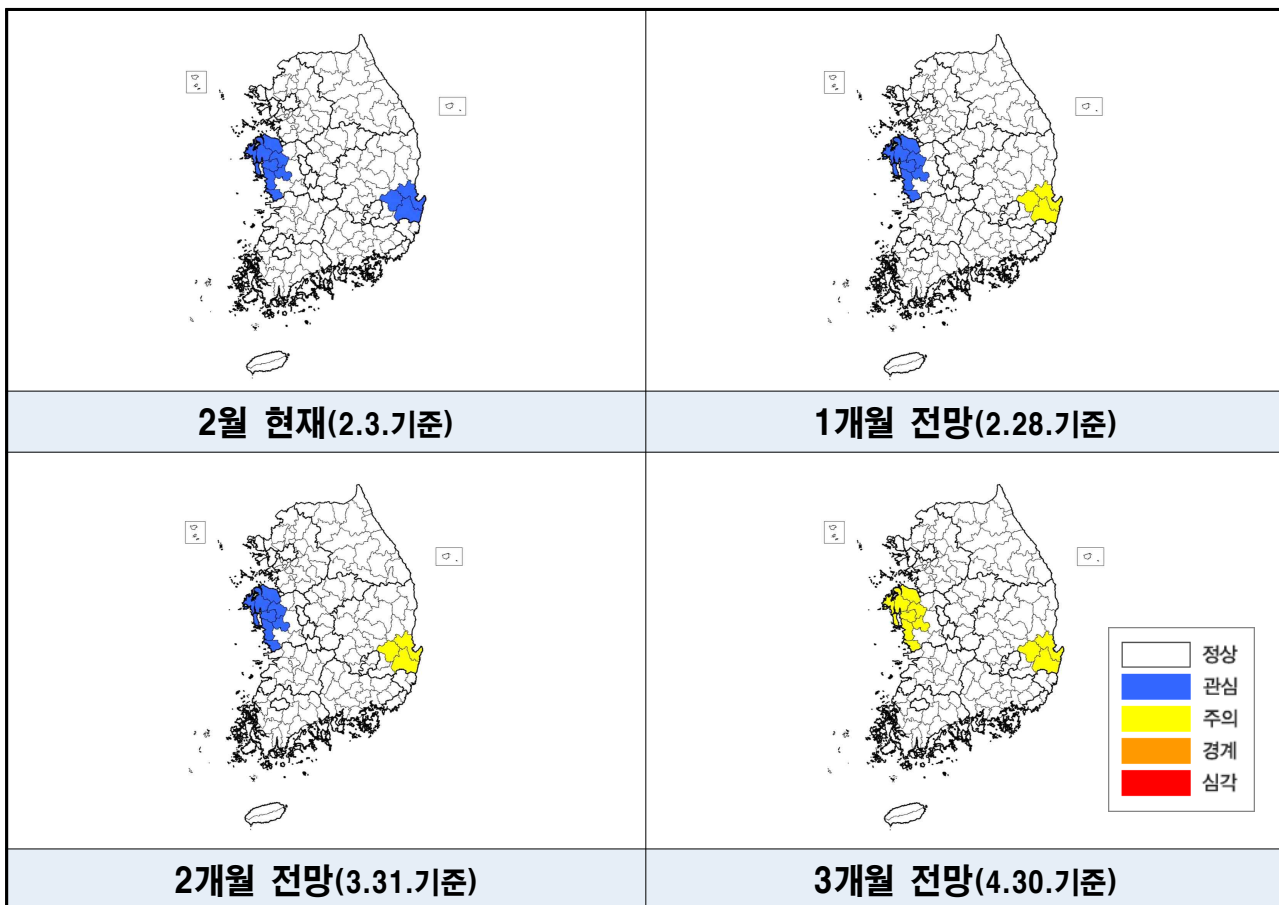 2월 현재(2.3.기준)
1개월 전망(2.28.기준)
2개월 전망(3.31.기준)
3개월 전망(4.30.기준)
정상
관심
주의
경계
심각